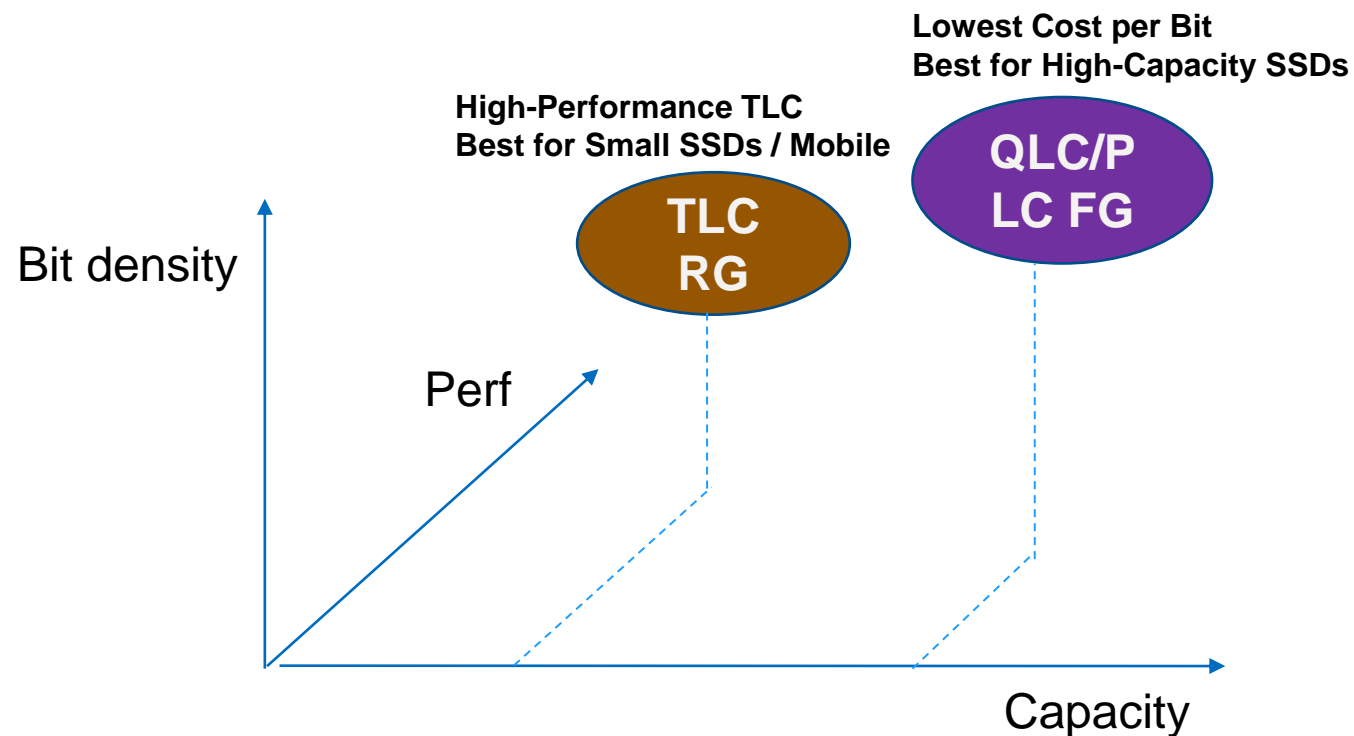 Lowest Cost per Bit
Best for High-Capacity SSDs
High-Performance TLC
Best for Small SSDs / Mobile
QLC/P
LC FG
TLC
RG
Bit density
Perf
Capacity